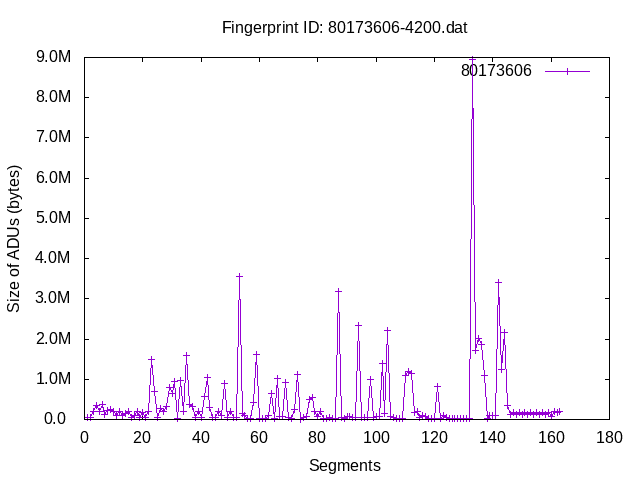 Fingerprint ID: 80173606-4200.dat
80173606
9.0M
8.0M
7.0M
6.0M
5.0M
4.0M
3.0M
2.0M
1.0M
0.0
Size of ADUs (bytes)
0 20 40 60 80 100 120 140 160 180
Segments